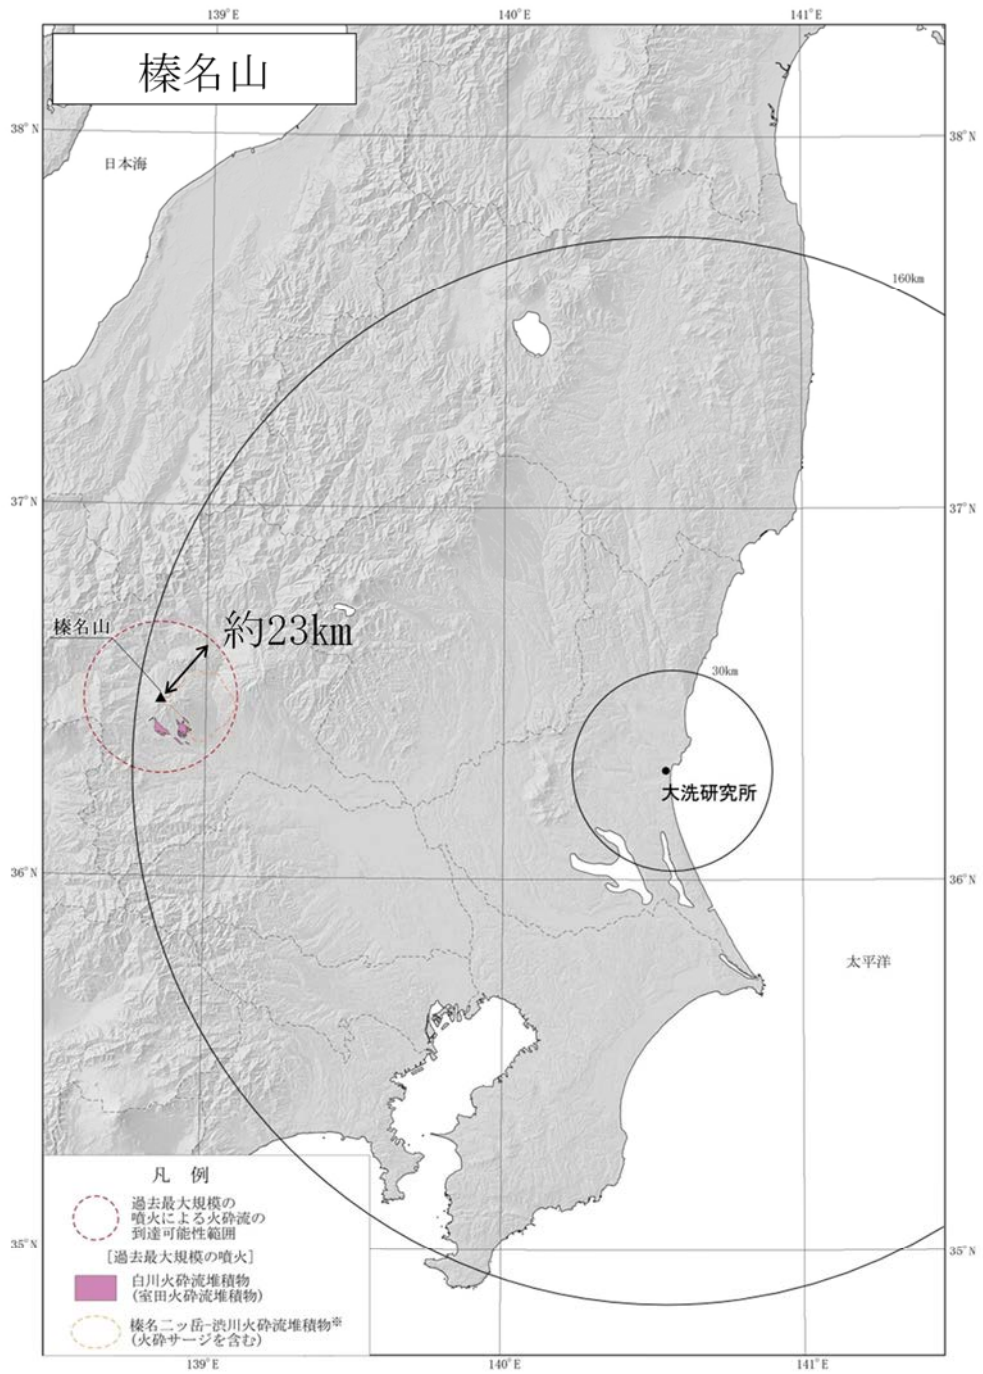 139°E
140°E
141°E
榛名山
38°N
38°N
日本海
160km
37°N
37°N
榛名山
約23km
30km
大洗研究所
36°N
36°N
太平洋
凡 例
過去最大規模の
噴火による火砕流の
到達可能性範囲
[過去最大規模の噴火]
白川火砕流堆積物
(室田火砕流堆積物)
榛名二ッ岳-渋川火砕流堆積物※
(火砕サージを含む)
35°N
35°N
139°E
140°E
141°E